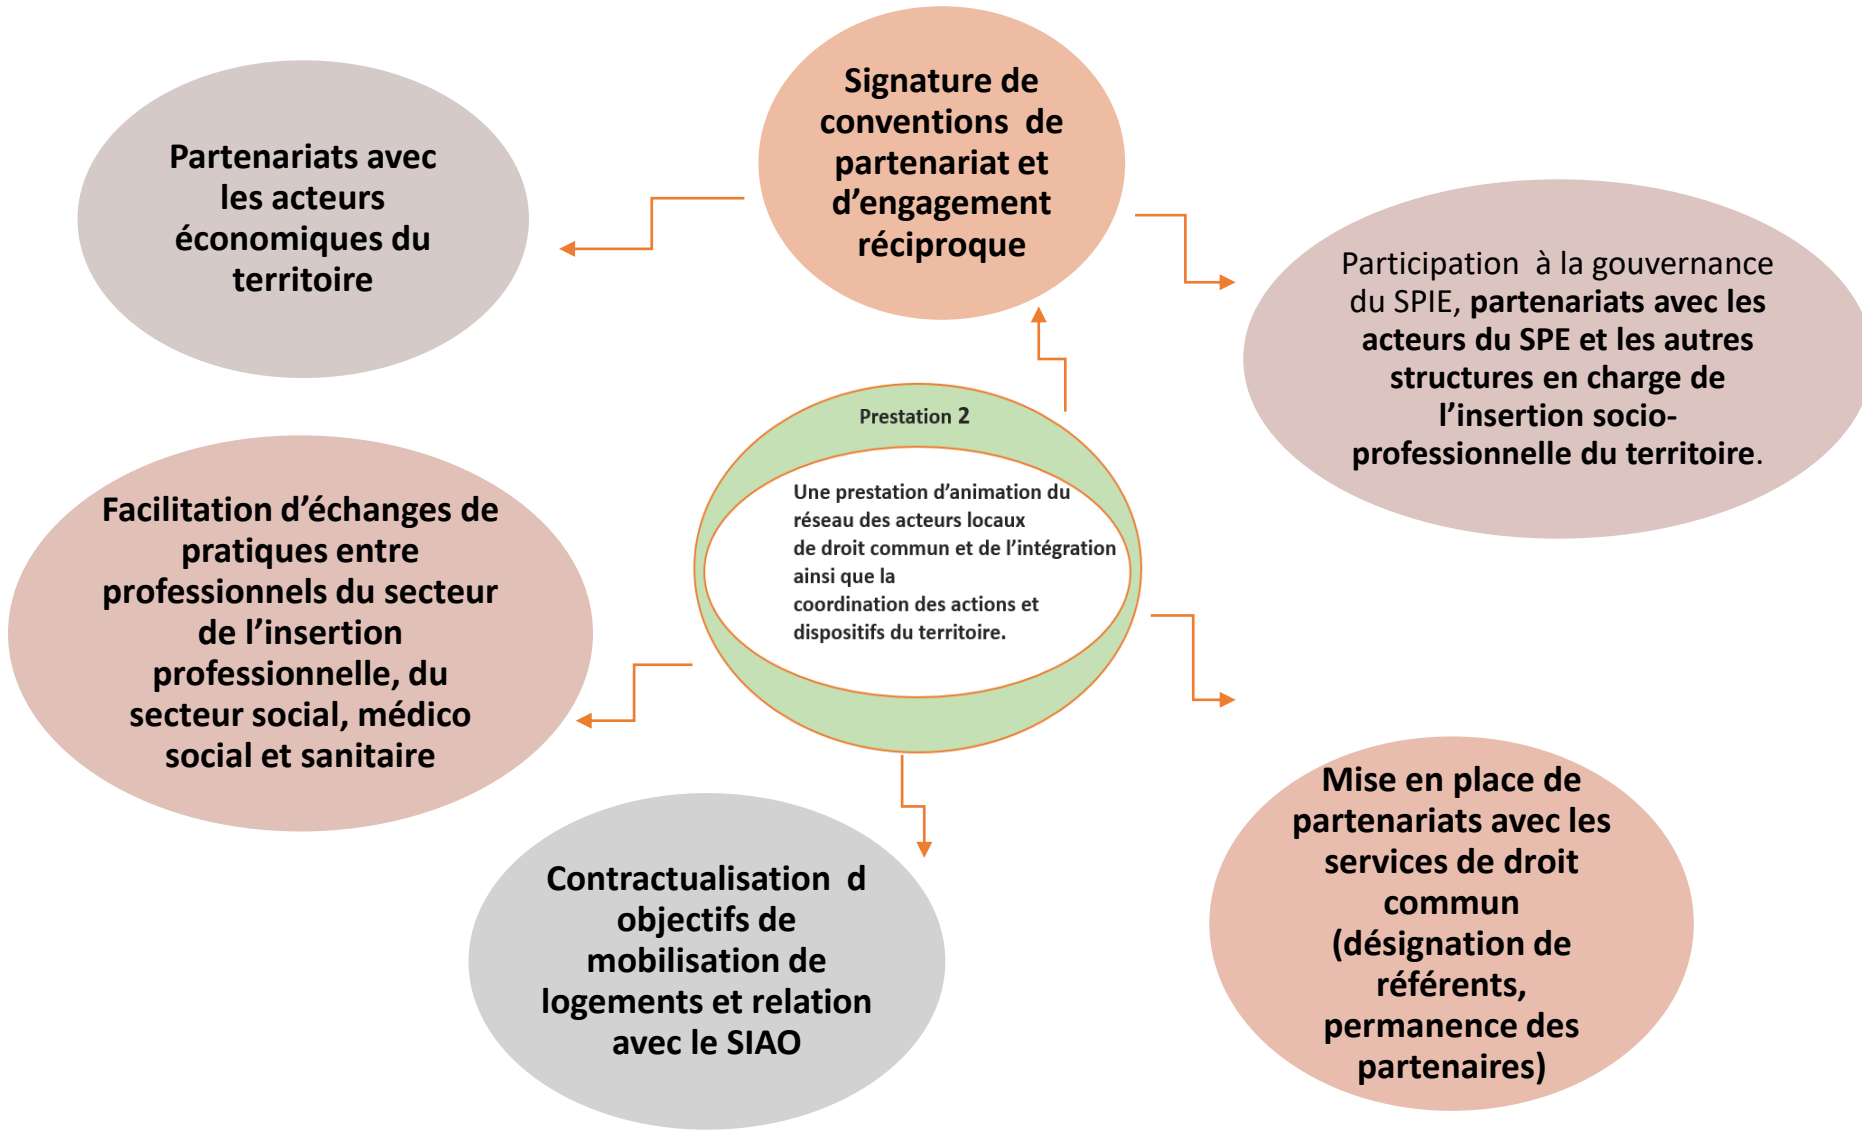 Signature de
conventions de
partenariat et
d’engagement
réciproque
Partenariats avec
les acteurs
économiques du
territoire
Participation à la gouvernance
du SPIE, partenariats avec les
acteurs du SPE et les autres
structures en charge de
l’insertion socio-
professionnelle du territoire.
Prestation 2
Une prestation d’animation du
réseau des acteurs locaux
de droit commun et de l’intégration
ainsi que la
coordination des actions et
dispositifs du territoire.
Facilitation d’échanges de
pratiques entre
professionnels du secteur
de l’insertion
professionnelle, du
secteur social, médico
social et sanitaire
Contractualisation d
objectifs de
mobilisation de
logements et relation
avec le SIAO
Mise en place de
partenariats avec les
services de droit
commun
(désignation de
référents,
permanence des
partenaires)